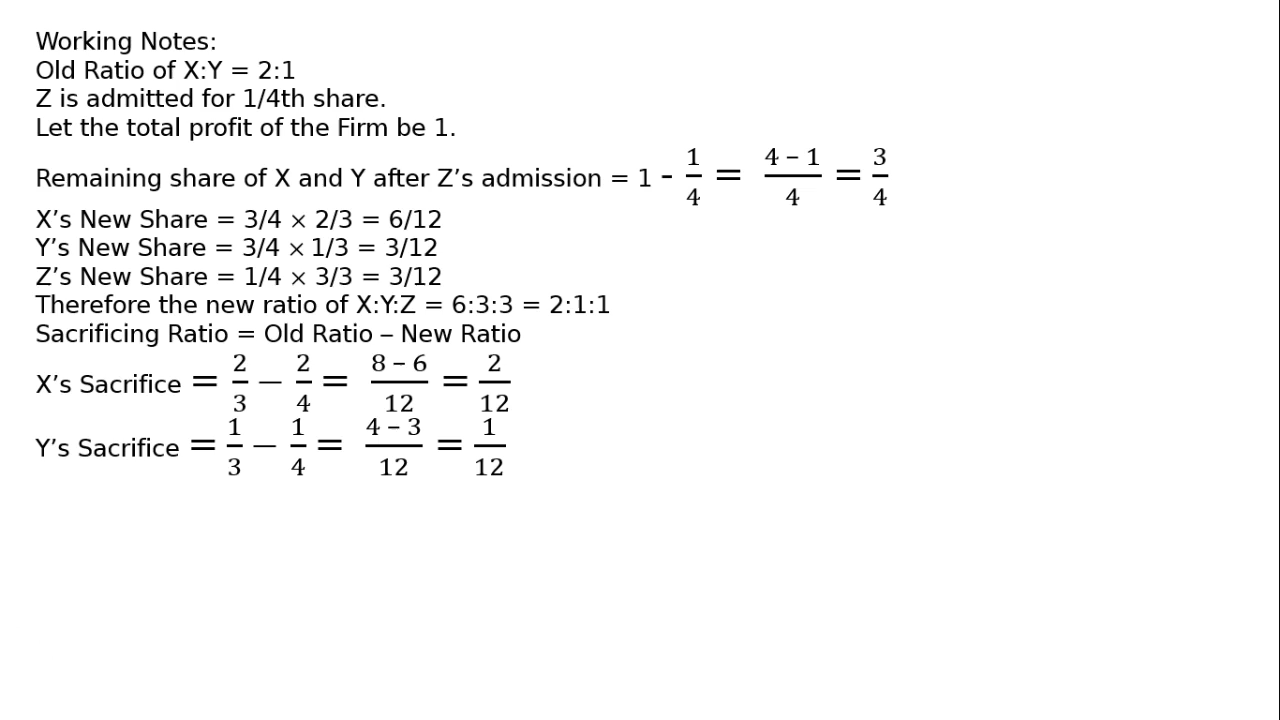 Working Notes:
Old Ratio of X:Y = 2:1
Z is admitted for 1/4th share.
Let the total profit of the Firm be 1.
Remaining share of X and Y after Z’s admission = 1 - 1/4 = (4 – 1)/4 = 3/4
X’s New Share = 3/4 × 2/3 = 6/12
Y’s New Share = 3/4 × 1/3 = 3/12
Z’s New Share = 1/4 × 3/3 = 3/12
Therefore the new ratio of X:Y:Z = 6:3:3 = 2:1:1
Sacrificing Ratio = Old Ratio – New Ratio
X’s Sacrifice = 2/3 − 2/4 = (8 – 6)/12 = 2/12
Y’s Sacrifice = 1/3 − 1/4 = (4 – 3)/12 = 1/12